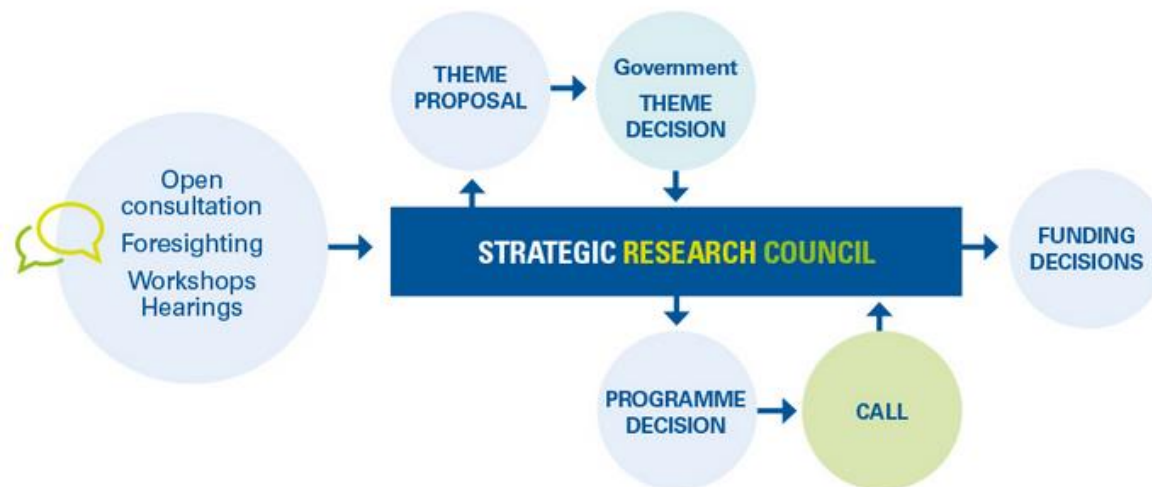 THEME
PROPOSAL
Government
THEME
DECISION
Open
consultation
Foresighting
Workshops
Hearings
STRATEGIC RESEARCH COUNCIL
FUNDING
DECISIONS
PROGRAMME
DECISION
CALL